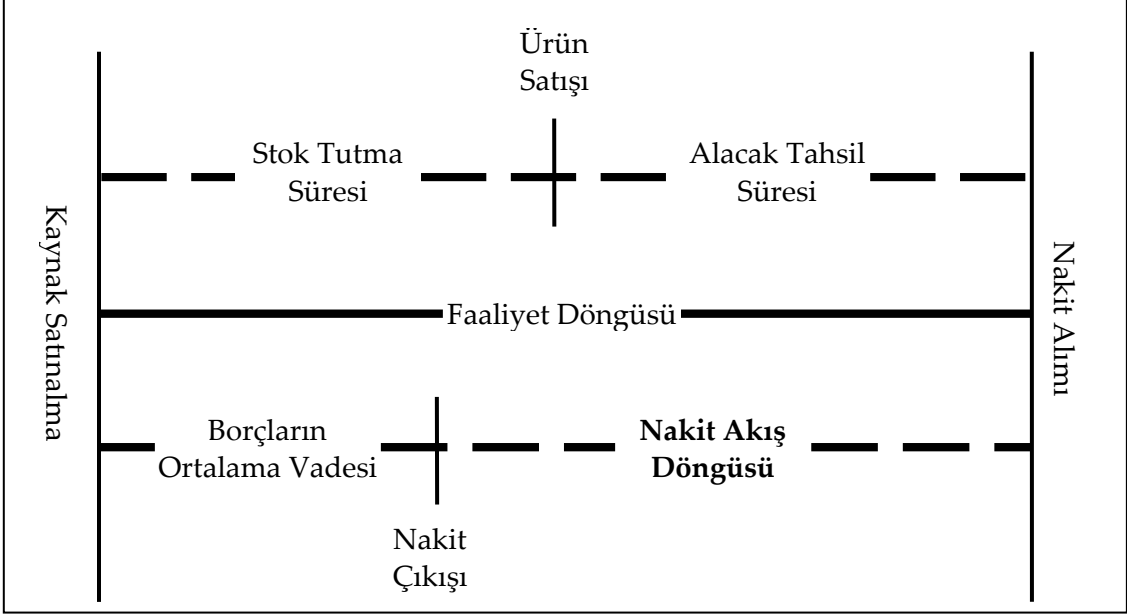 Ürün
Satışı
Stok Tutma
Süresi
Alacak Tahsil
Süresi
Kaynak Satınalma
Faaliyet Döngüsü
Nakit Alımı
Borçların
Ortalama Vadesi
Nakit Akış
Döngüsü
Nakit
Çıkışı